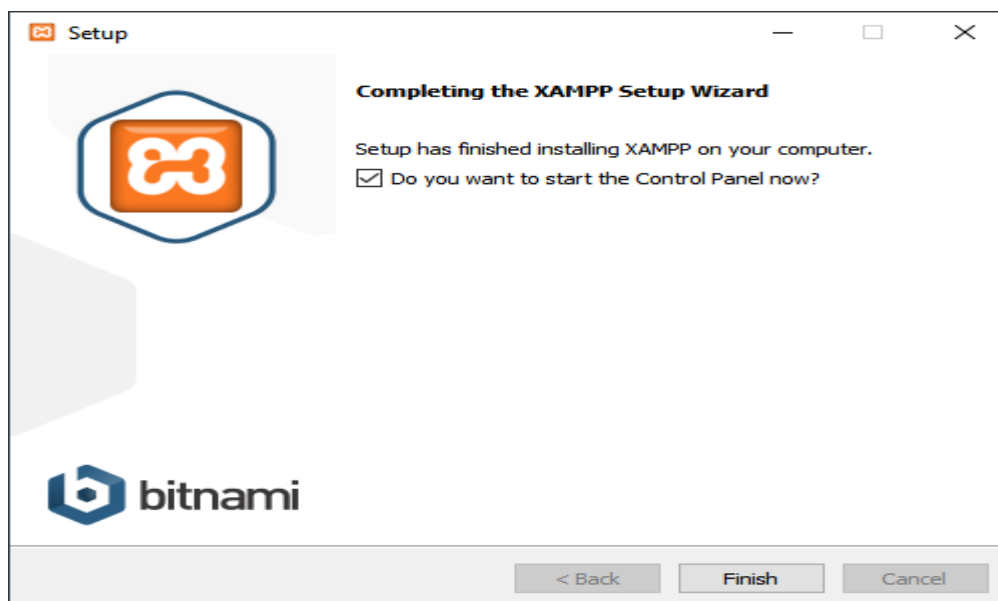 Setup
Completing the XAMPP Setup Wizard
Setup has finished installing XAMPP on your computer.
Do you want to start the Control Panel now?
bitnami
< Back
Finish
Cancel